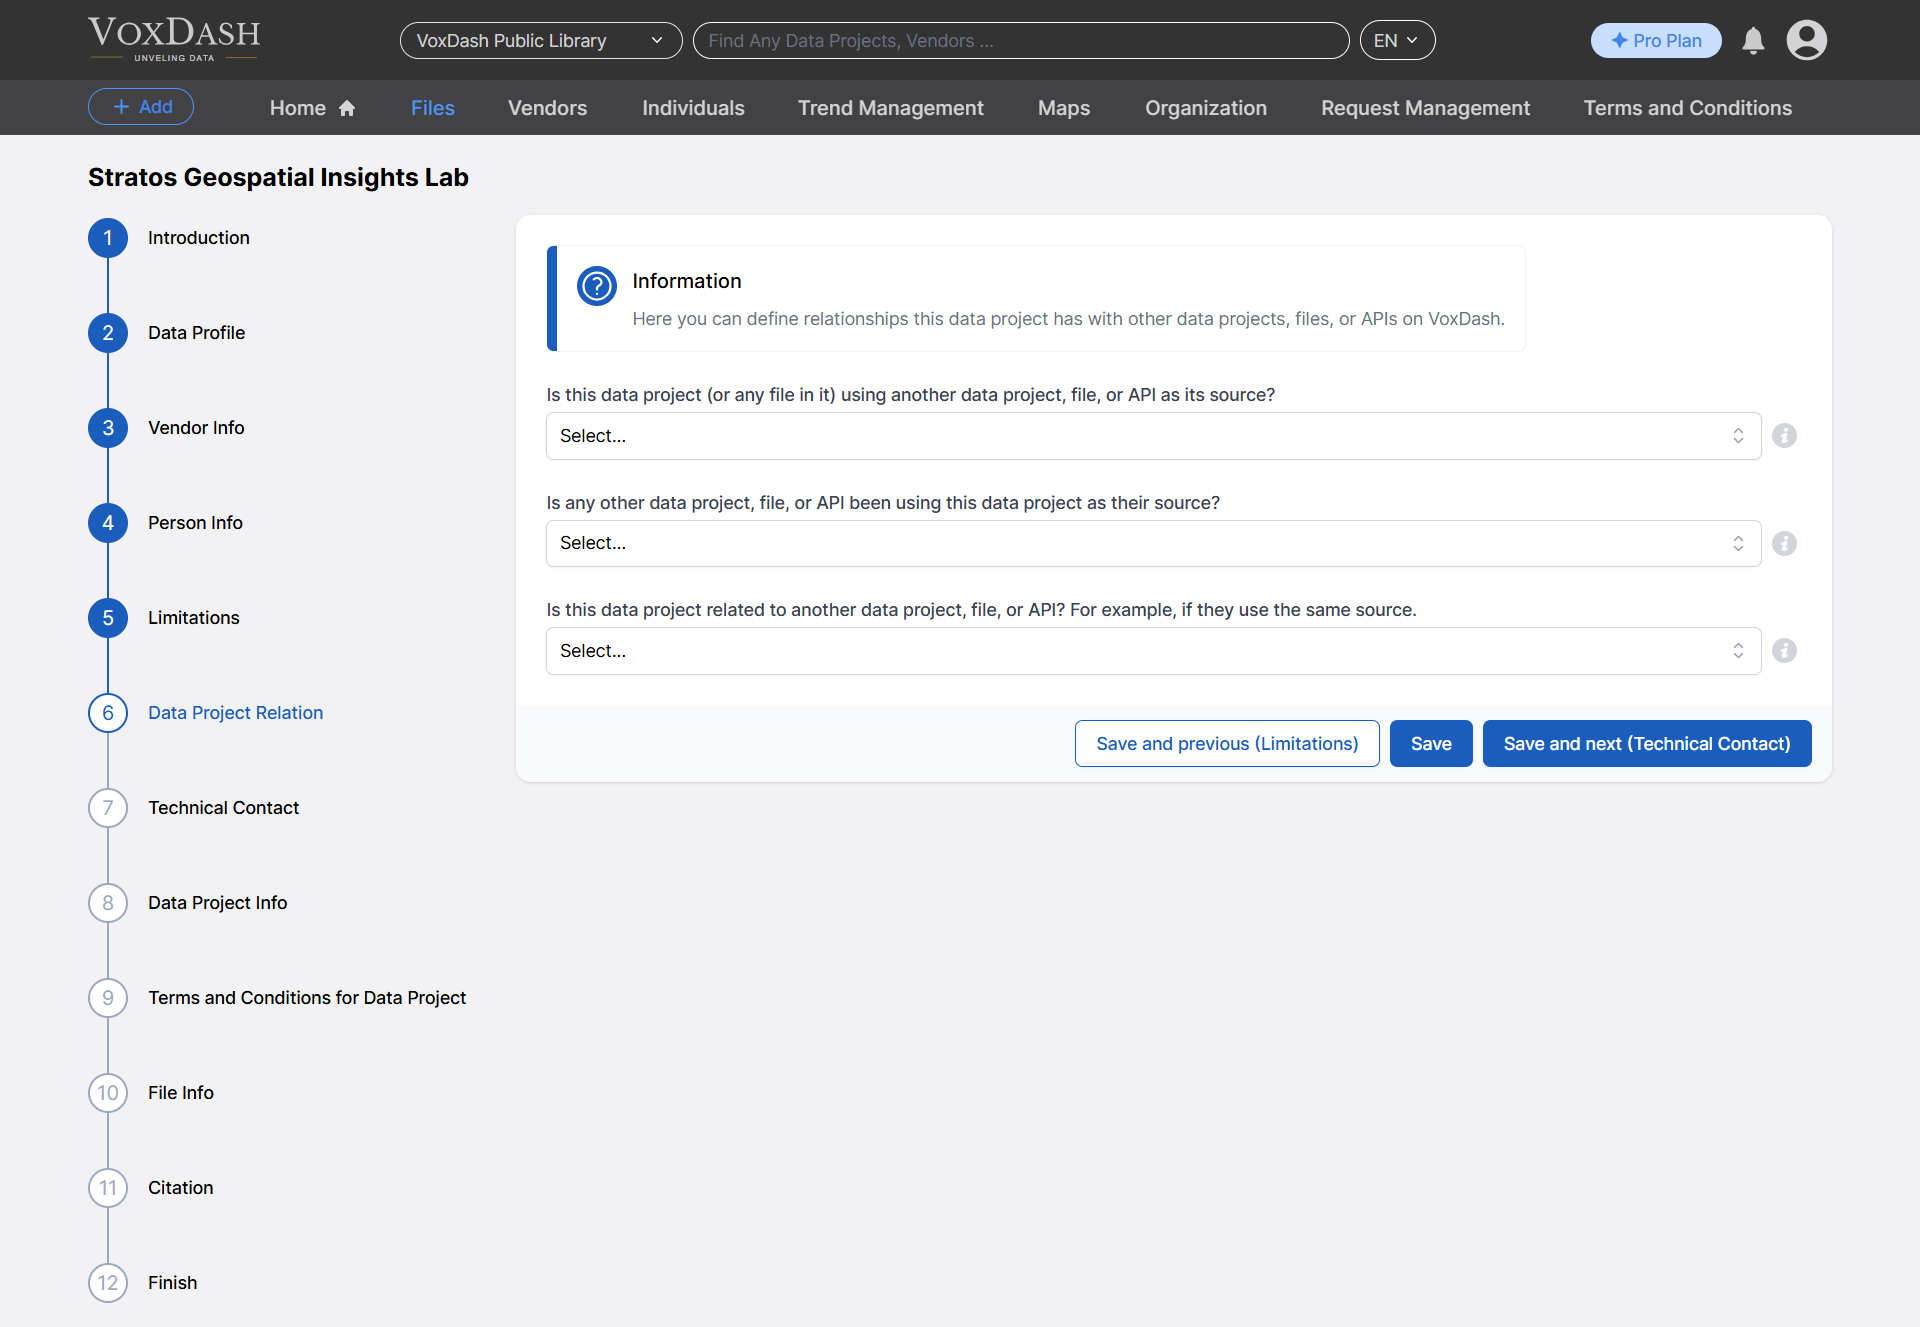 VOXDASH
UNVELING DATA
VoxDash Public Library
Find Any Data Projects, Vendors ...
EN
Pro Plan
Add
Home
Files
Vendors
Individuals
Trend Management
Maps
Organization
Request Management
Terms and Conditions
Stratos Geospatial Insights Lab
1 Introduction
2 Data Profile
3 Vendor Info
4 Person Info
5 Limitations
6 Data Project Relation
7 Technical Contact
8 Data Project Info
9 Terms and Conditions for Data Project
10 File Info
11 Citation
12 Finish
Information
Here you can define relationships this data project has with other data projects, files, or APIs on VoxDash.
Is this data project (or any file in it) using another data project, file, or API as its source?
Select...
Is any other data project, file, or API been using this data project as their source?
Select...
Is this data project related to another data project, file, or API? For example, if they use the same source.
Select...
Save and previous (Limitations)
Save
Save and next (Technical Contact)